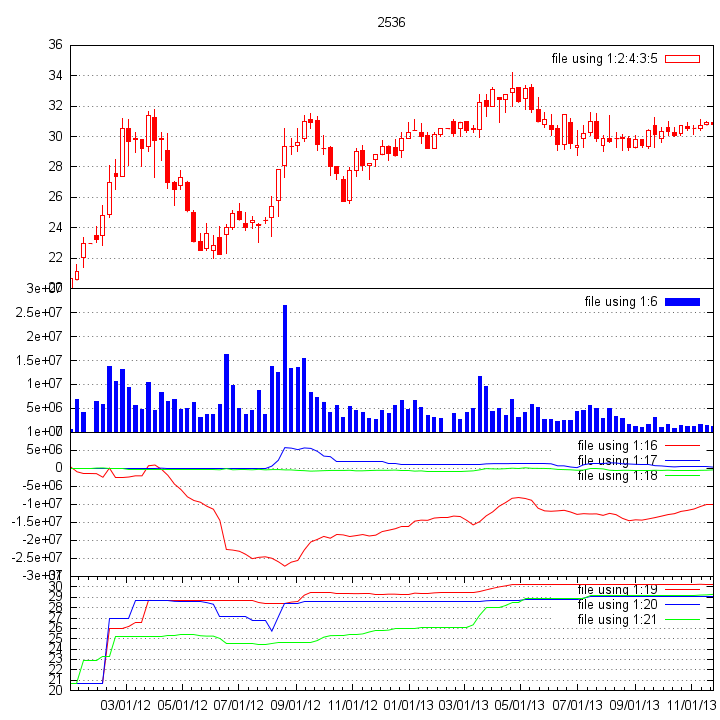 2536
36
file using 1:2:4:3:5
34
32
30
28
26
24
22
20
3e+07
file using 1:6
2.5e+07
2e+07
1.5e+07
1e+07
5e+06
1e+07
5e+06
file using 1:16
0
file using 1:17
-5e+06
file using 1:18
-1e+07
-1.5e+07
-2e+07
-2.5e+07
-3e+07
30
file using 1:19
29
28
file using 1:20
27
file using 1:21
26
25
24
23
22
21
20
03/01/12 05/01/12 07/01/12 09/01/12 11/01/12 01/01/13 03/01/13 05/01/13 07/01/13 09/01/13 11/01/13